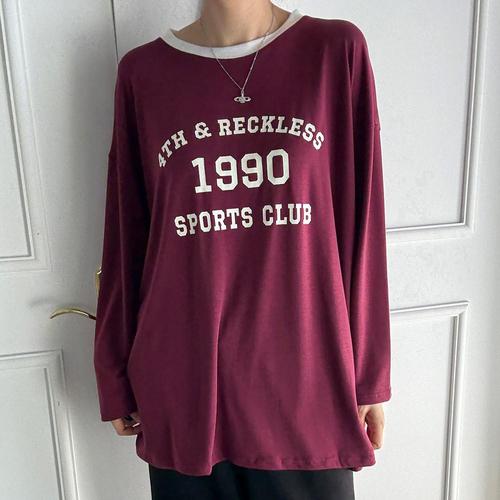 4TH & RECKLESS
1990
SPORTS CLUB